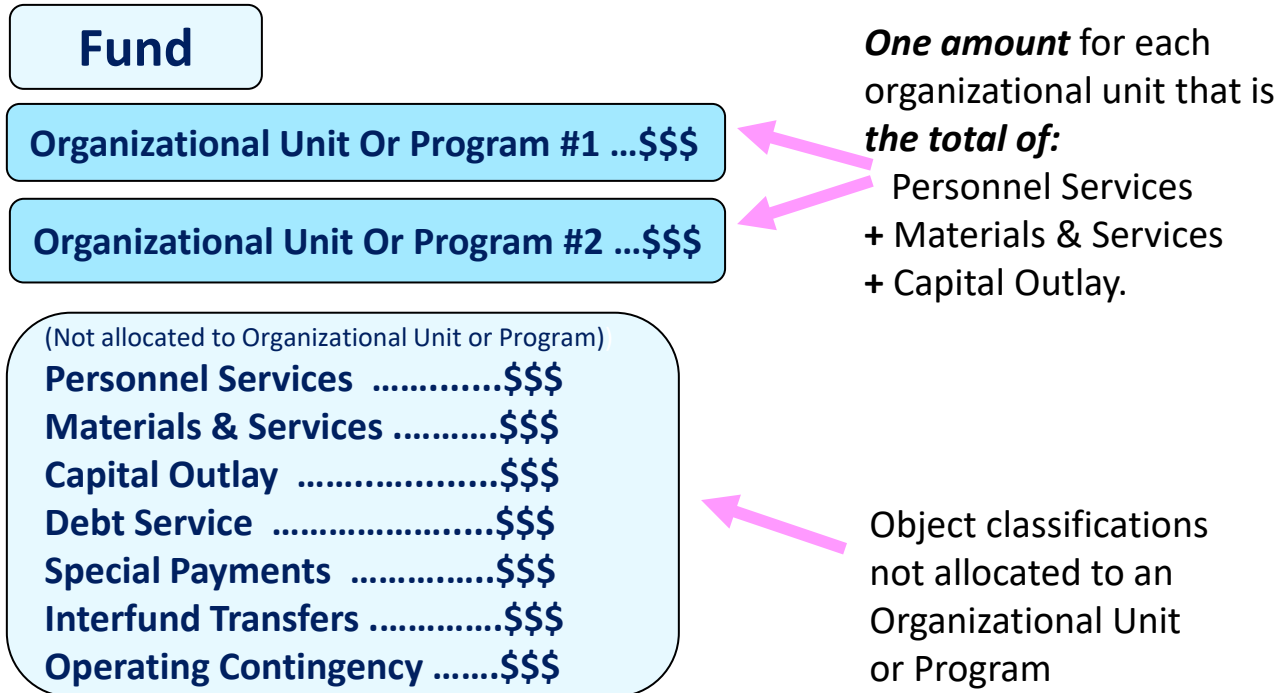 Fund
Organizational Unit Or Program #1 …$$$
Organizational Unit Or Program #2 …$$$
One amount for each
organizational unit that is
the total of:
Personnel Services
+ Materials & Services
+ Capital Outlay.
(Not allocated to Organizational Unit or Program))
Personnel Services ….…......$$$
Materials & Services .….…….$$$
Capital Outlay ….…..….........$$$
Debt Service ………………….....$$$
Special Payments ……….…..$$$
Interfund Transfers ..………….$$$
Operating Contingency …….$$$
Object classifications
not allocated to an
Organizational Unit
or Program